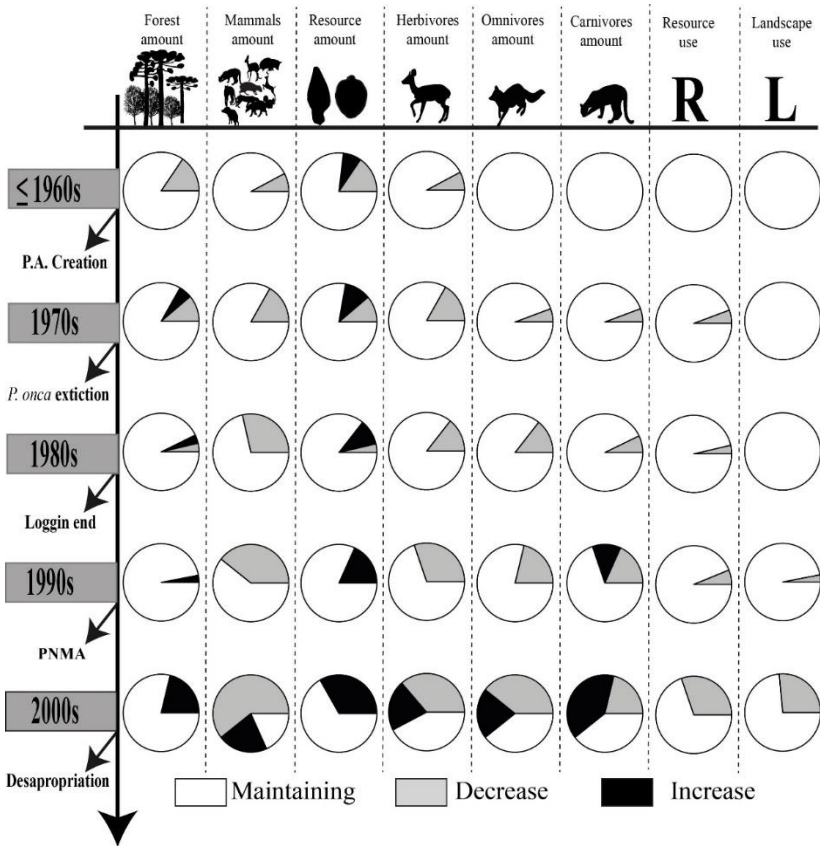 Forest
amount
Mammals
amount
Resource
amount
Herbivores
amount
Omnivores
amount
Carnivores
amount
Resource
use
Landscape
use
R
L
≤ 1960s
P.A. Creation
1970s
P. onca extiction
1980s
Loggin end
1990s
PNMA
2000s
Desapropriation
Maintaining
Decrease
Increase